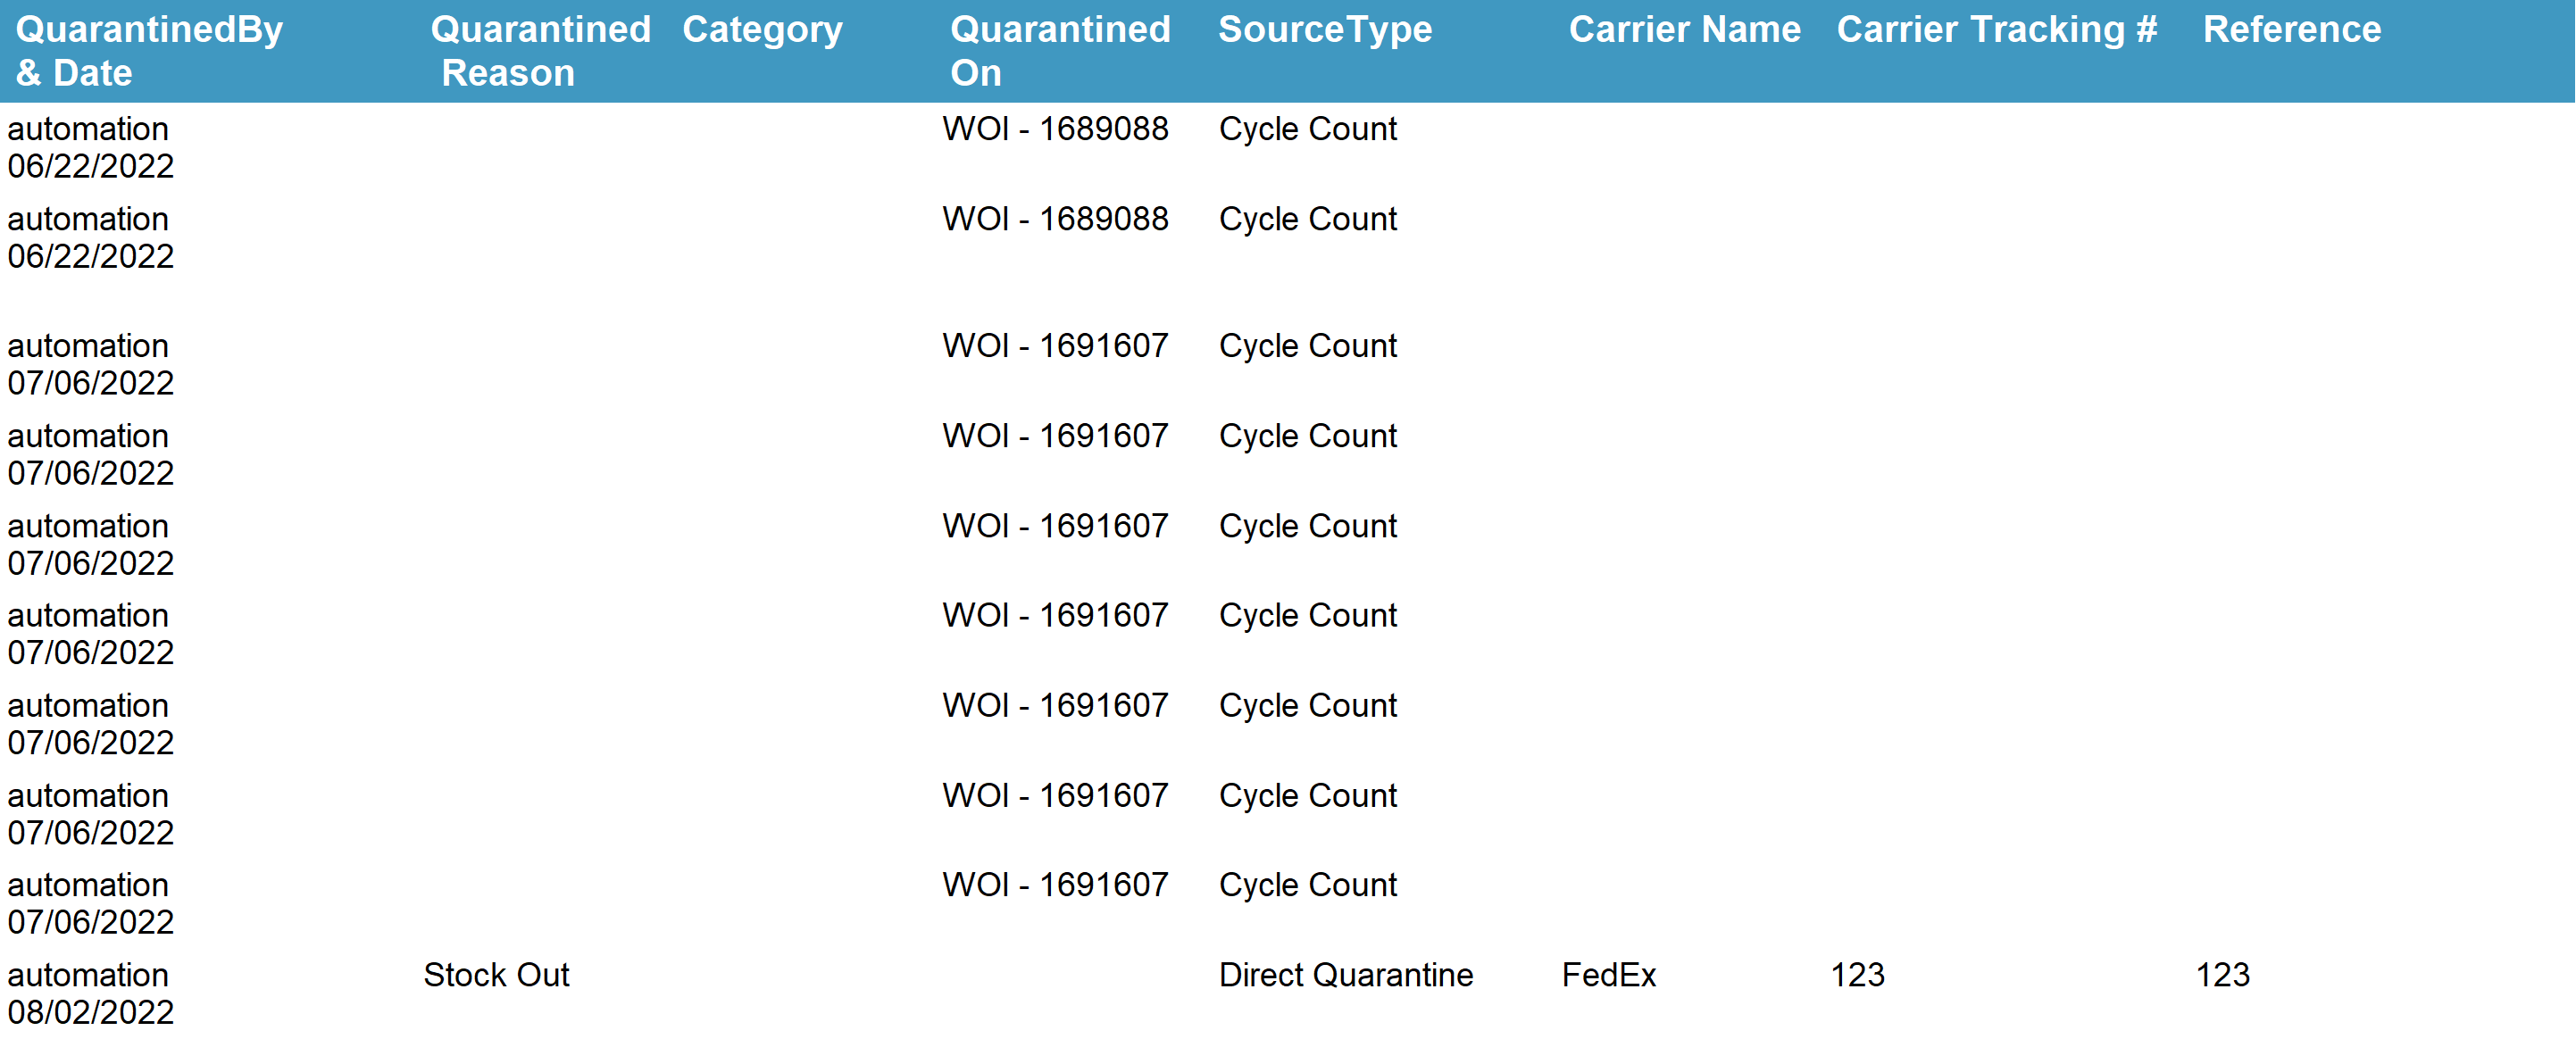 QuarantinedBy & Date Quarantined Reason Category Quarantined On SourceType Carrier Name Carrier Tracking # Reference
automation WOI - 1689088 Cycle Count
06/22/2022
automation WOI - 1689088 Cycle Count
06/22/2022
automation WOI - 1691607 Cycle Count
07/06/2022
automation WOI - 1691607 Cycle Count
07/06/2022
automation WOI - 1691607 Cycle Count
07/06/2022
automation WOI - 1691607 Cycle Count
07/06/2022
automation WOI - 1691607 Cycle Count
07/06/2022
automation WOI - 1691607 Cycle Count
07/06/2022
automation WOI - 1691607 Cycle Count
07/06/2022
automation Stock Out Direct Quarantine FedEx 123 123
08/02/2022